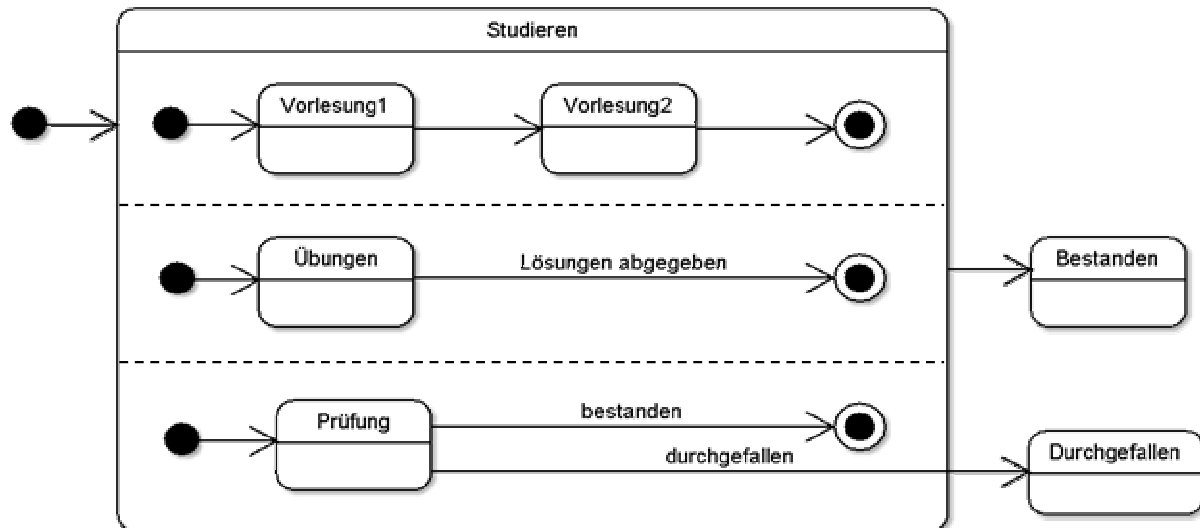 Studieren
Vorlesung1
Vorlesung2
Übungen
Lösungen abgegeben
Bestanden
Prüfung
bestanden
durchgefallen
Durchgefallen